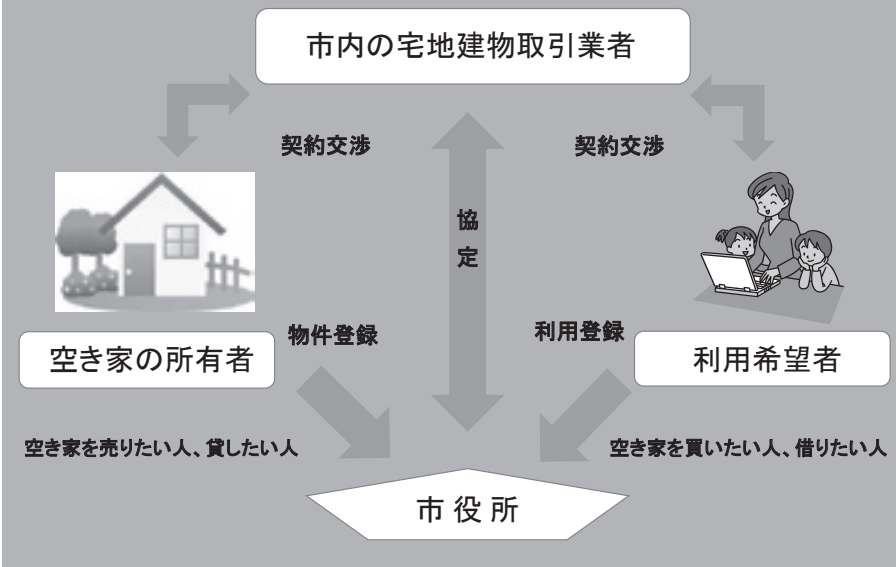 市内の宅地建物取引業者
契約交渉
契約交渉
協定
物件登録
利用登録
空き家の所有者
利用希望者
空き家を売りたい人、貸したい人
空き家を買いたい人、借りたい人
市役所